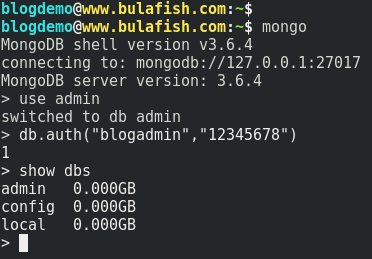 blogdemo@www.bulafish.com:~$
blogdemo@www.bulafish.com:~$ mongo
MongoDB shell version v3.6.4
connecting to: mongodb://127.0.0.1:27017
MongoDB server version: 3.6.4
> use admin
switched to db admin
> db.auth("blogadmin","12345678")
1
> show dbs
admin   0.000GB
config  0.000GB
local   0.000GB
>